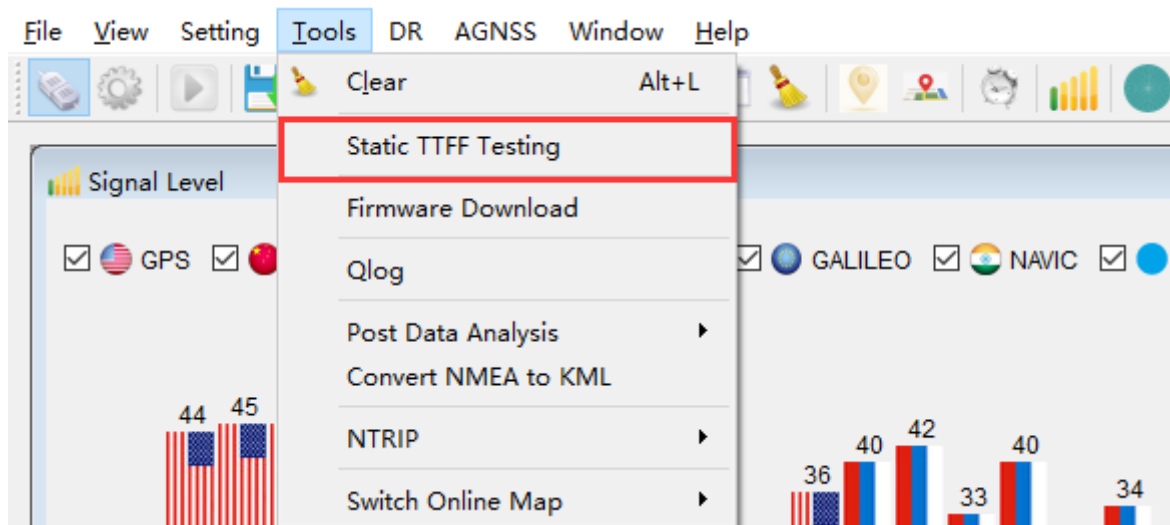 File View Setting Tools DR AGNSS Window Help
Clear Alt+L
Static TTFF Testing
Signal Level
Firmware Download
GPS GALILEO NAVIC
Qlog
Post Data Analysis
Convert NMEA to KML
44 45
NTRIP
36 40 42 33 40 34
Switch Online Map